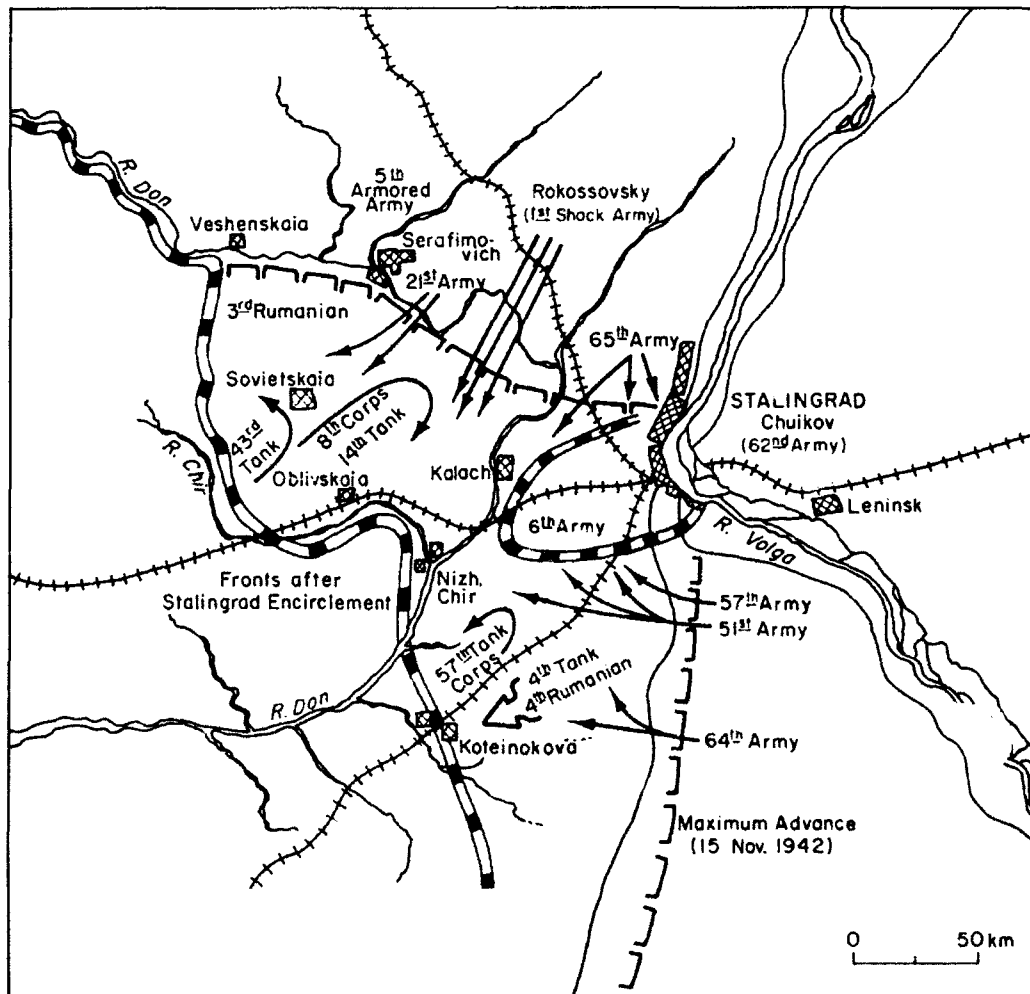 R. Don
Veshenskaia
5th
Armored
Army
Serafimo-
vich
Rokossovsky
(1st Shock Army)
21st Army
3rd Rumanian
65th Army
Sovietskaia
STALINGRAD
Chuikov
(62nd Army)
8th Corps
14th Tank
43rd
Tank
R. Chir
Oblivskaia
Kalach
6th Army
Leninsk
R. Volga
Fronts after
Stalingrad Encirclement
Nizh.
Chir
57th Army
51st Army
57th Tank
Corps
4th Tank
4th Rumanian
R. Don
Koteinokova
64th Army
Maximum Advance
(15 Nov. 1942)
0 50 km